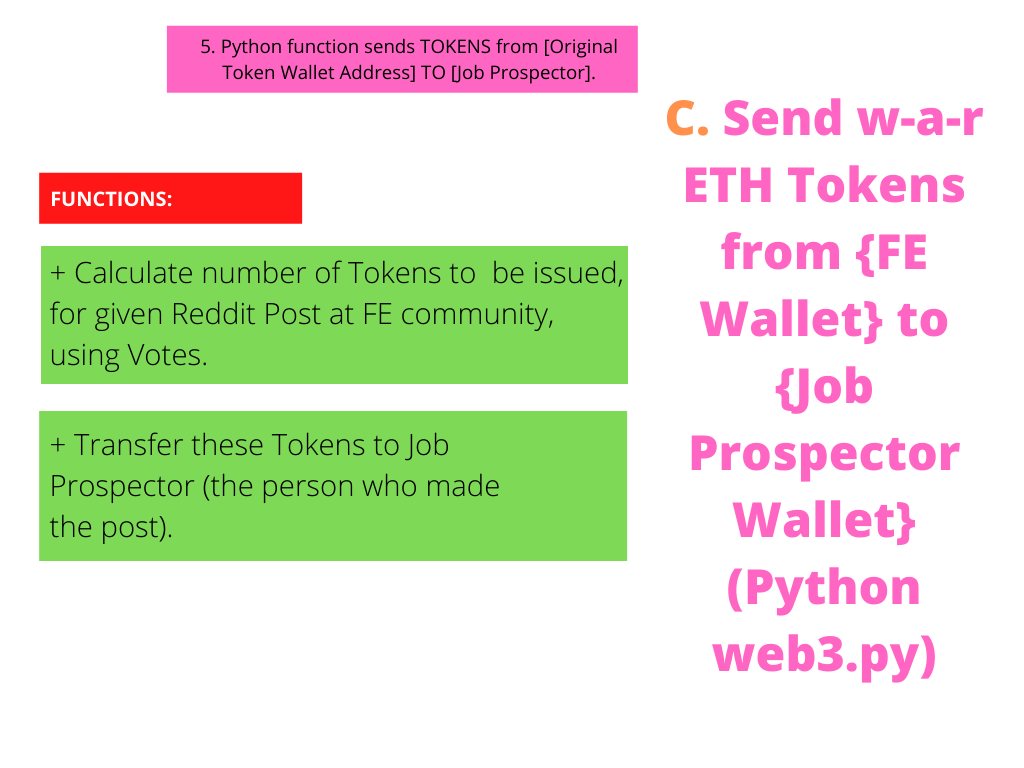 5. Python function sends TOKENS from [Original
Token Wallet Address] TO [Job Prospector].
C. Send w-a-r
ETH Tokens
from {FE
Wallet} to
{Job
Prospector
Wallet}
(Python
web3.py)
FUNCTIONS:
+ Calculate number of Tokens to  be issued,
for given Reddit Post at FE community,
using Votes.
+ Transfer these Tokens to Job
Prospector (the person who made
the post).